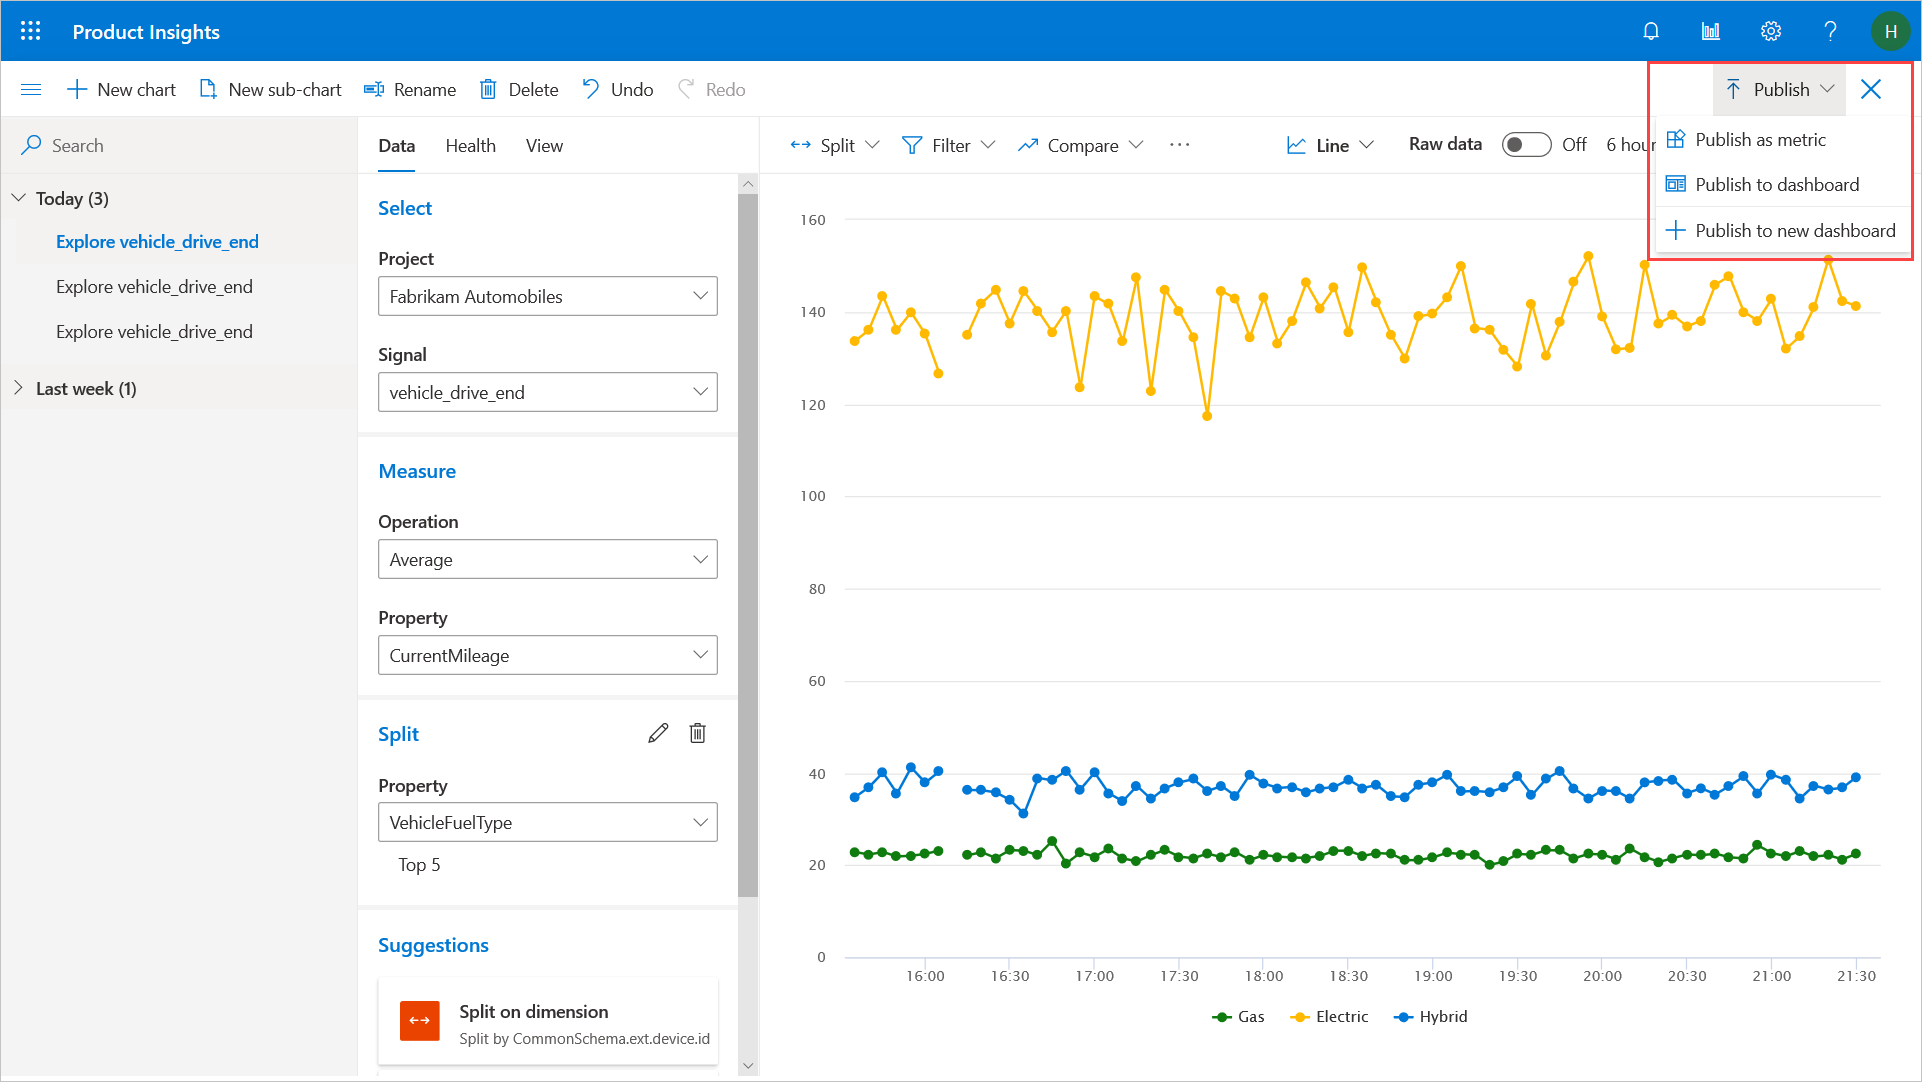 Product Insights
H
New chart
New sub-chart
Rename
Delete
Undo
Redo
Publish
Publish as metric
Publish to dashboard
Publish to new dashboard
Search
Today (3)
Explore vehicle_drive_end
Explore vehicle_drive_end
Explore vehicle_drive_end
Last week (1)
Data
Health
View
Select
Project
Fabrikam Automobiles
Signal
vehicle_drive_end
Measure
Operation
Average
Property
CurrentMileage
Split
Property
VehicleFuelType
Top 5
Suggestions
Split on dimension
Split by CommonSchema.ext.device.id
Split
Filter
Compare
Line
Raw data
Off
6 hour
160
140
120
100
80
60
40
20
0
16:00 16:30 17:00 17:30 18:00 18:30 19:00 19:30 20:00 20:30 21:00 21:30
Gas
Electric
Hybrid